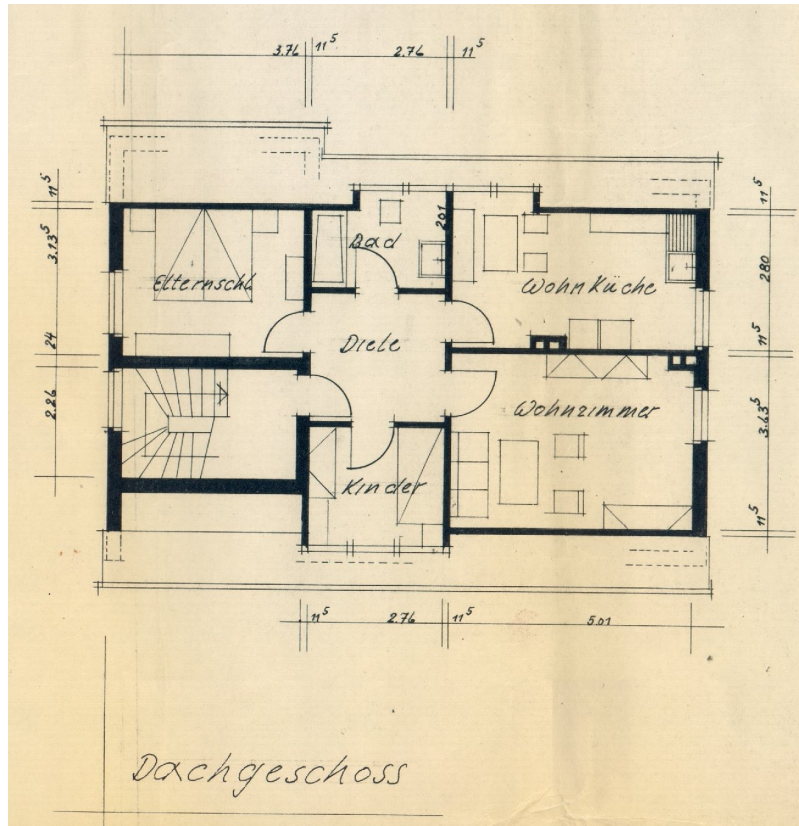 3.76 11⁵ 2.76 11⁵
11⁵ 3.13⁵ 24 2.26
11⁵ 280 11⁵ 3.63⁵ 11⁵
Elternschl
Bad
201
Wohnküche
Diele
Wohnzimmer
Kinder
11⁵ 2.76 11⁵ 5.01
Dachgeschoss